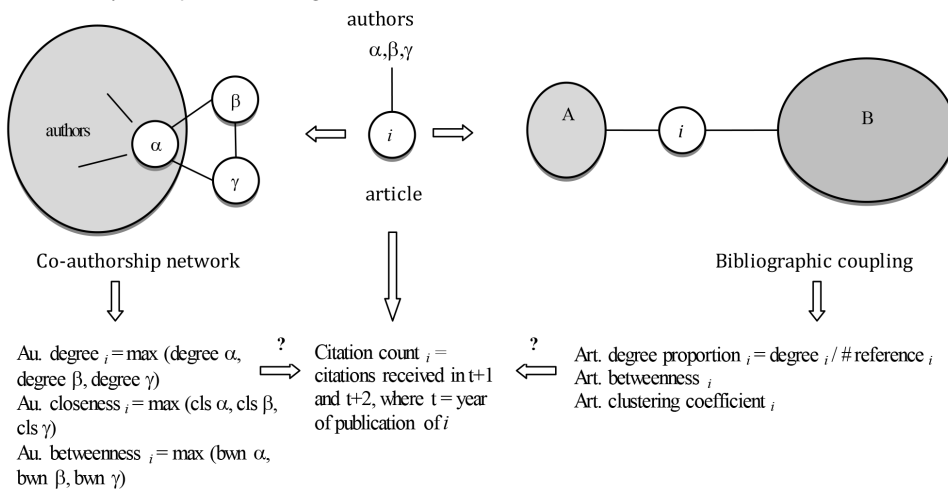 authors
α,β,γ
authors
α
β
γ
i
article
A
i
B
Co-authorship network
Bibliographic coupling
Au. degree i = max (degree α,
degree β, degree γ)
Au. closeness i = max (cls α, cls β,
cls γ)
Au. betweenness i = max (bwn α,
bwn β, bwn γ)
?
Citation count i =
citations received in t+1
and t+2, where t = year
of publication of i
?
Art. degree proportion i = degree i / # reference i
Art. betweenness i
Art. clustering coefficient i